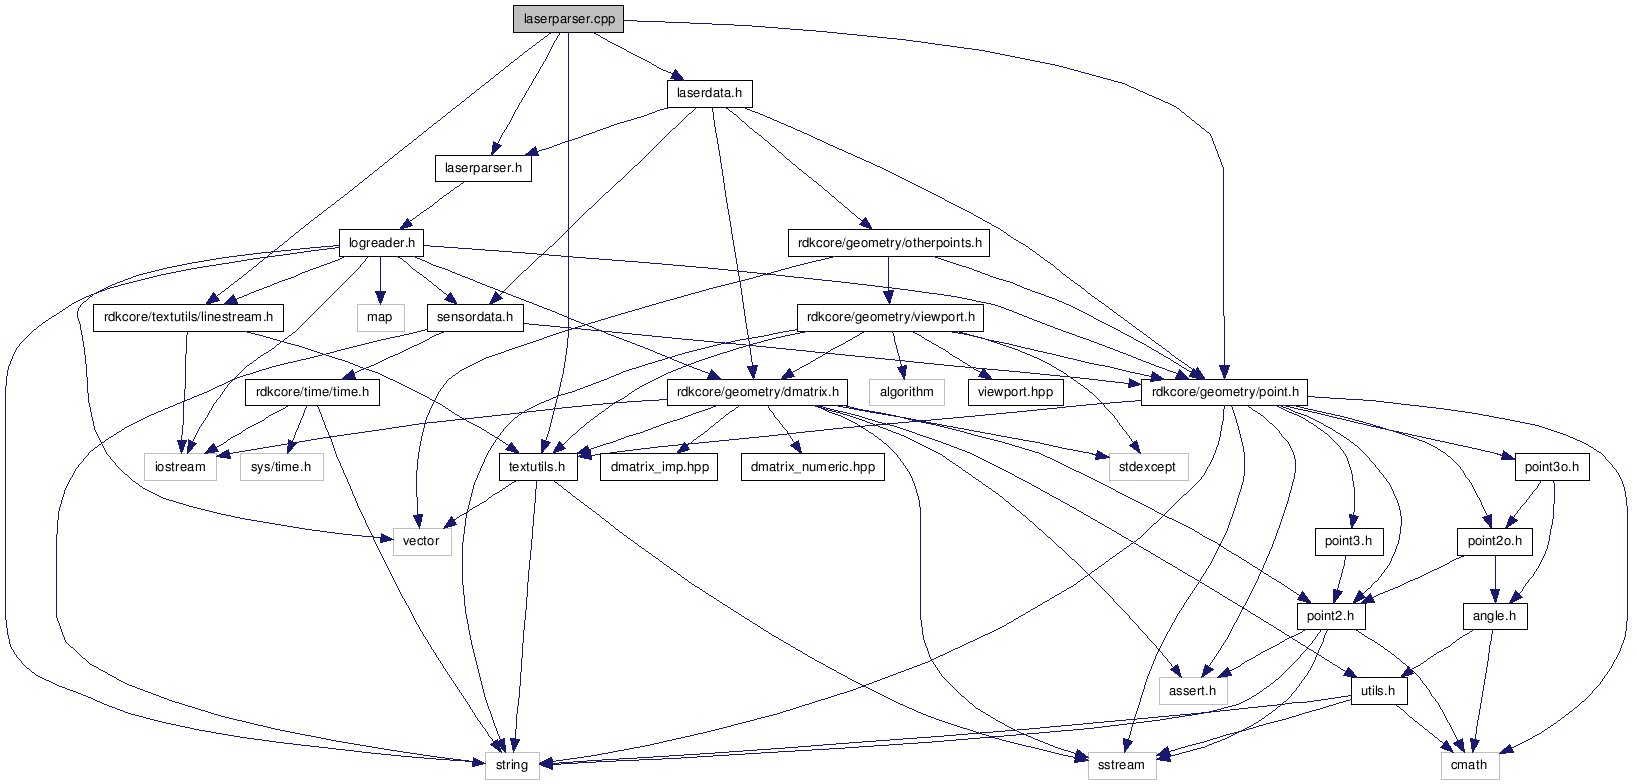 laserparser.cpp
laserdata.h
laserparser.h
logreader.h
rdkcore/geometry/otherpoints.h
rdkcore/textutils/linestream.h
map
sensordata.h
rdkcore/geometry/viewport.h
rdkcore/time/time.h
rdkcore/geometry/dmatrix.h
algorithm
viewport.hpp
rdkcore/geometry/point.h
iostream
sys/time.h
textutils.h
dmatrix_imp.hpp
dmatrix_numeric.hpp
stdexcept
point3o.h
vector
point3.h
point2o.h
point2.h
angle.h
assert.h
utils.h
string
sstream
cmath